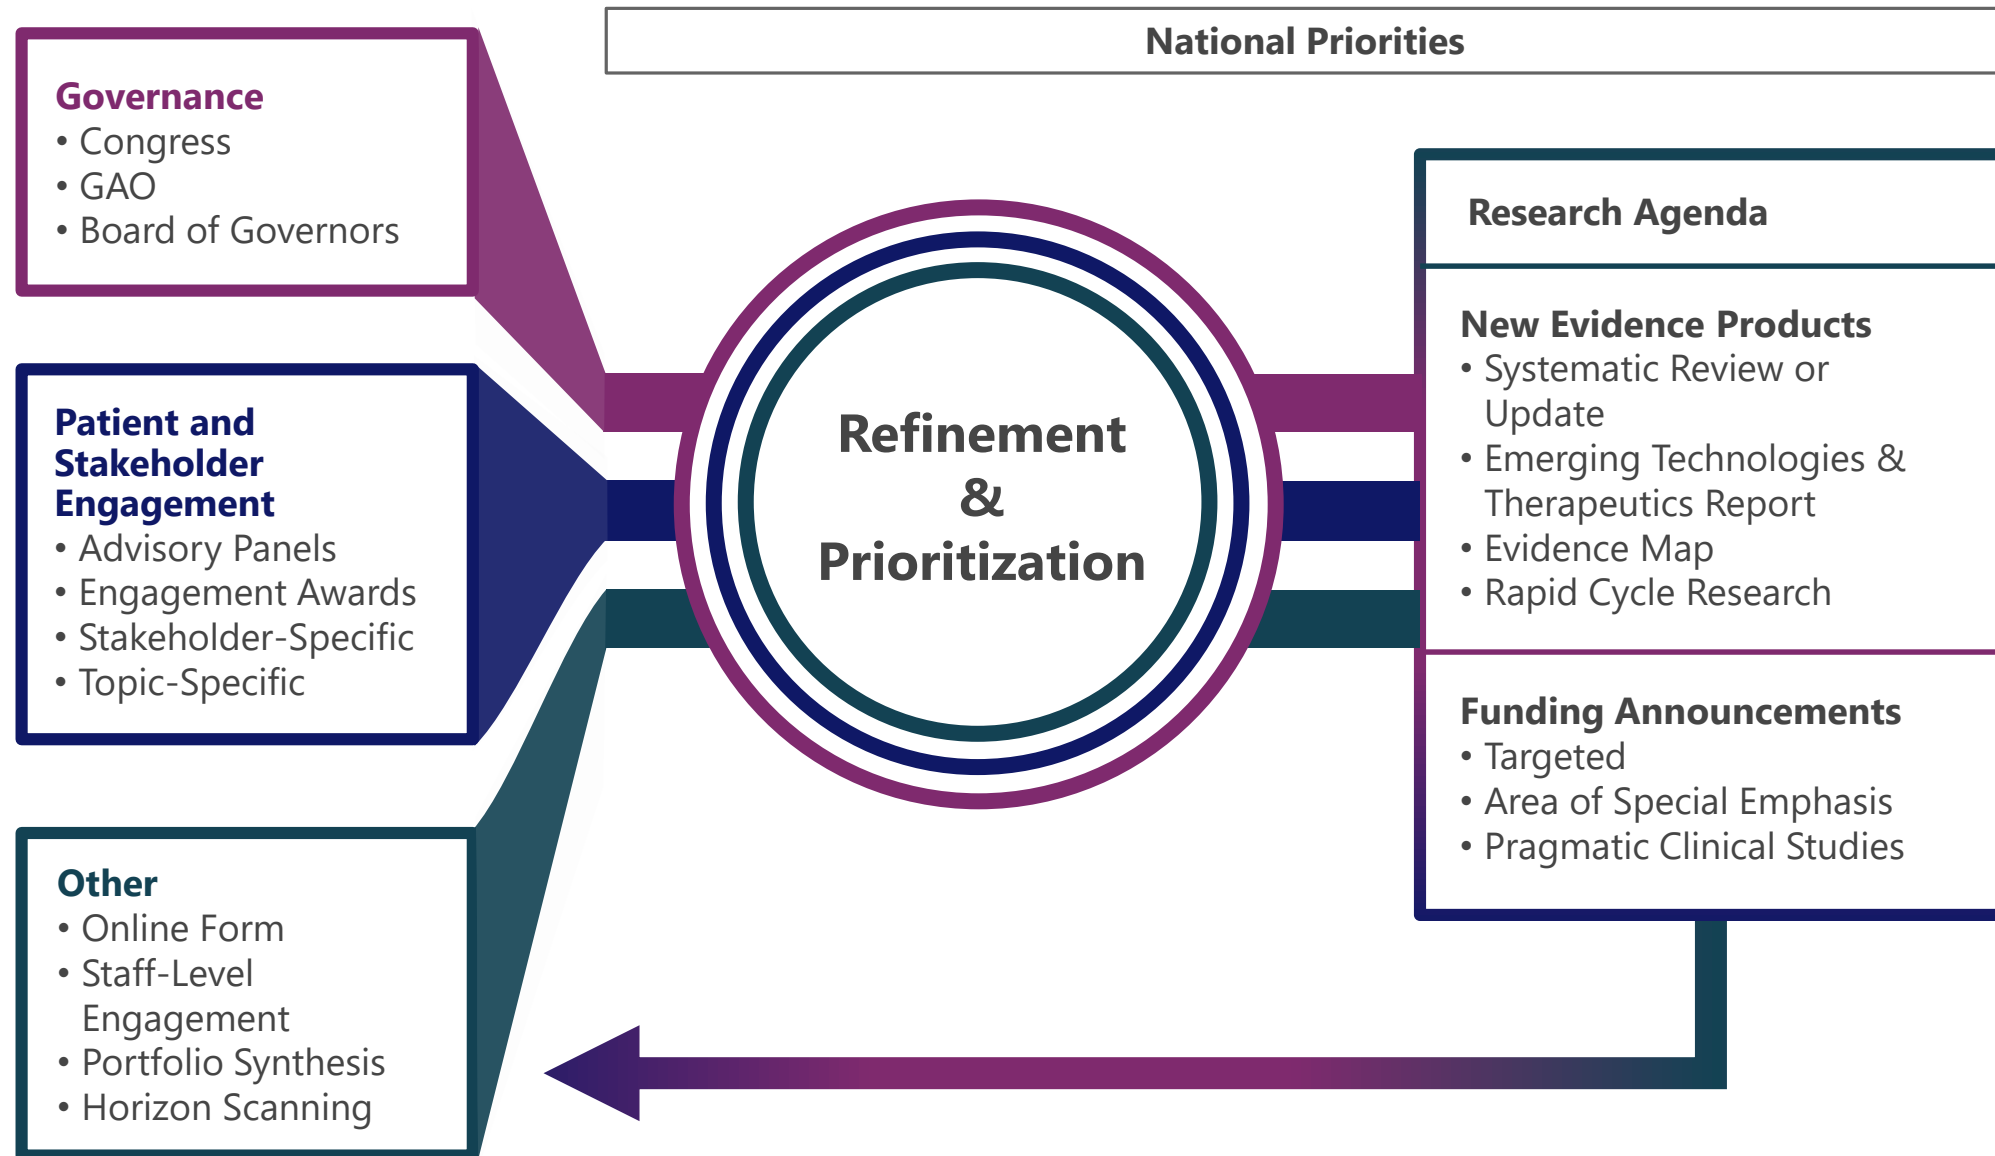 National Priorities
Governance
• Congress
• GAO
• Board of Governors
Patient and
Stakeholder
Engagement
• Advisory Panels
• Engagement Awards
• Stakeholder-Specific
• Topic-Specific
Other
• Online Form
• Staff-Level
Engagement
• Portfolio Synthesis
• Horizon Scanning
Refinement
&
Prioritization
Research Agenda
New Evidence Products
• Systematic Review or
Update
• Emerging Technologies &
Therapeutics Report
• Evidence Map
• Rapid Cycle Research
Funding Announcements
• Targeted
• Area of Special Emphasis
• Pragmatic Clinical Studies